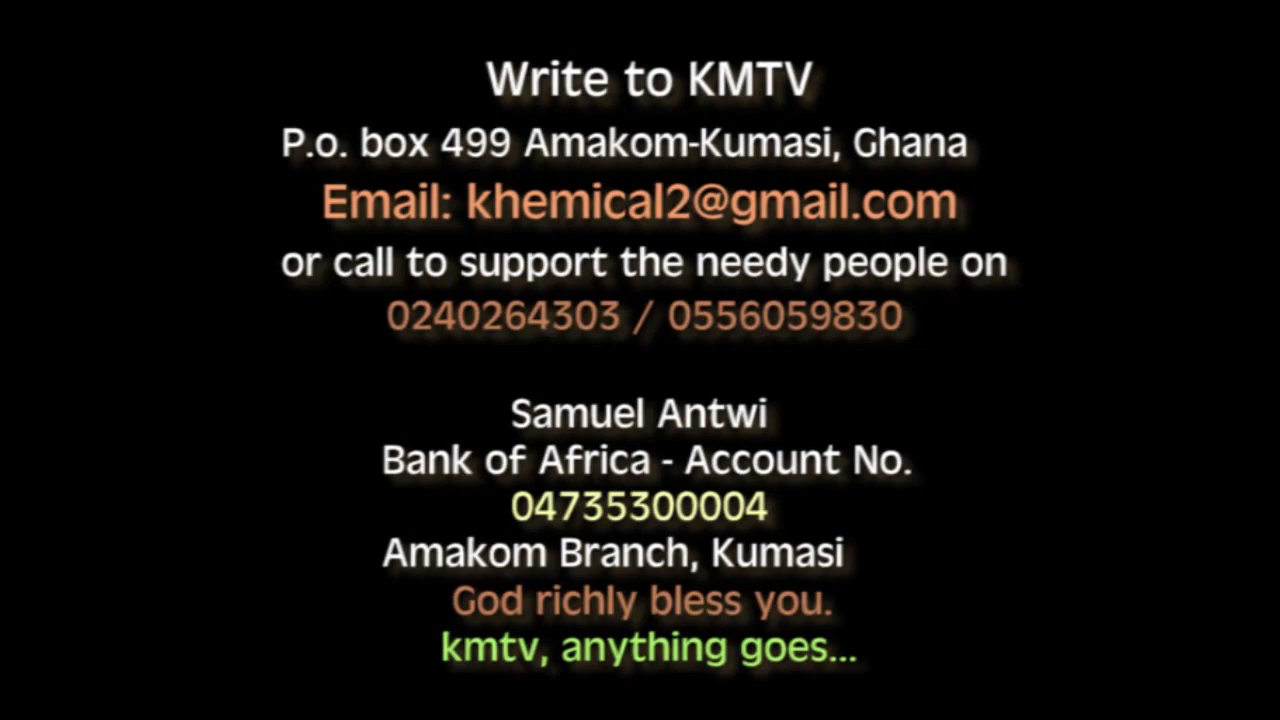 Write to KMTV
P.o. box 499 Amakom-Kumasi, Ghana
Email: khemical2@gmail.com
or call to support the needy people on
0240264303 / 0556059830
Samuel Antwi
Bank of Africa - Account No.
04735300004
Amakom Branch, Kumasi
God richly bless you.
kmtv, anything goes...